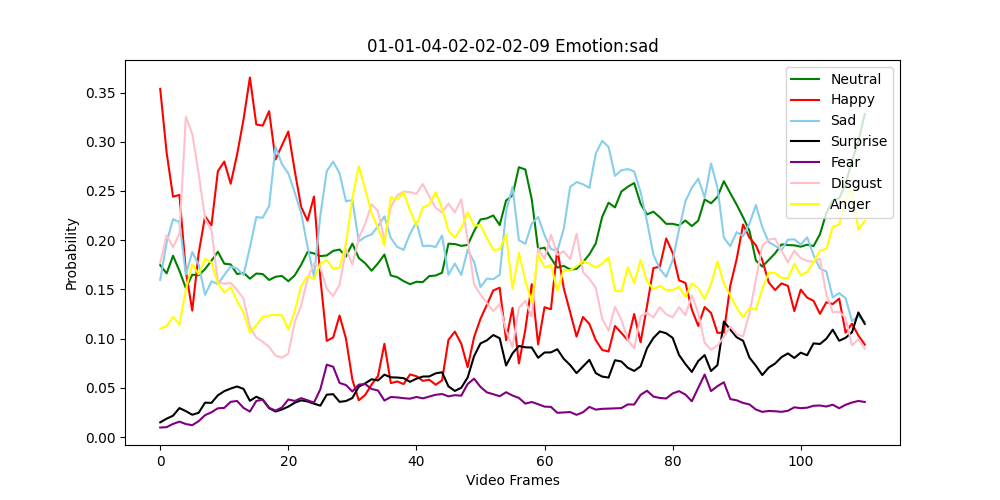 01-01-04-02-02-02-09 Emotion:sad
Neutral
Happy
Sad
Surprise
Fear
Disgust
Anger
Probability
0.35
0.30
0.25
0.20
0.15
0.10
0.05
0.00
0 20 40 60 80 100
Video Frames